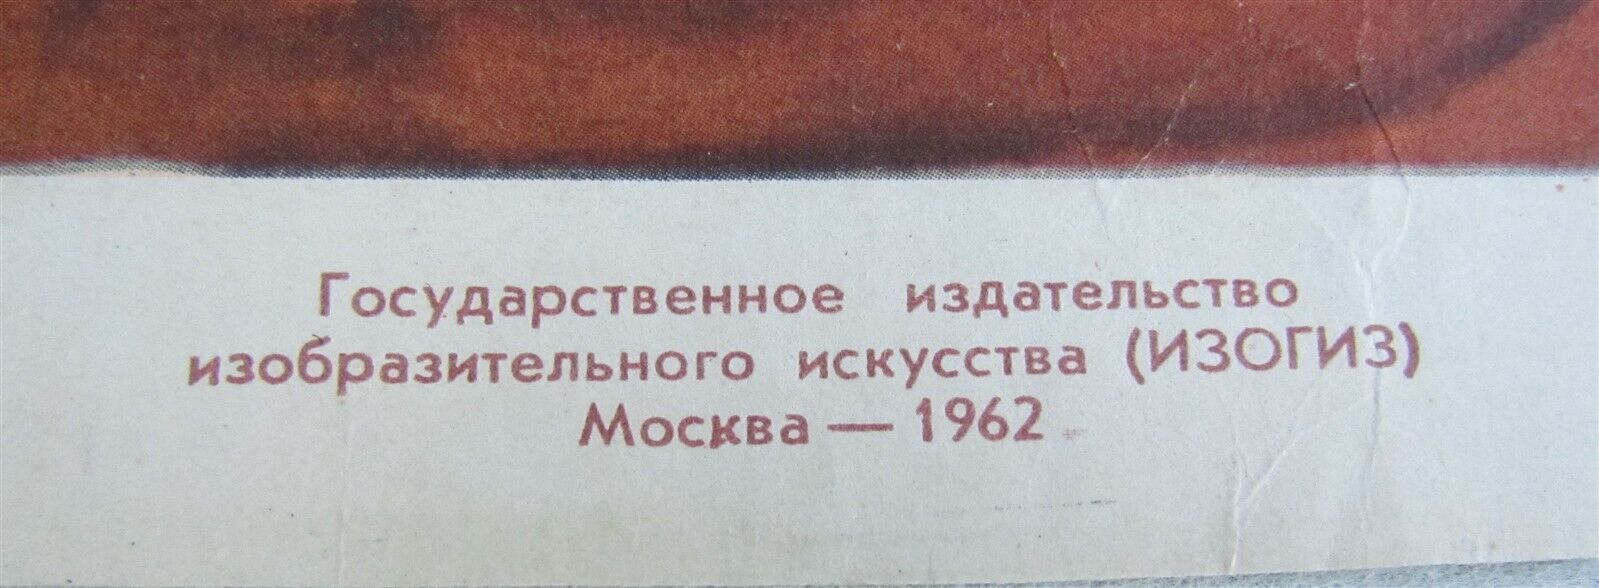 Государственное издательство
изобразительного искусства (ИЗОГИЗ)
Москва — 1962